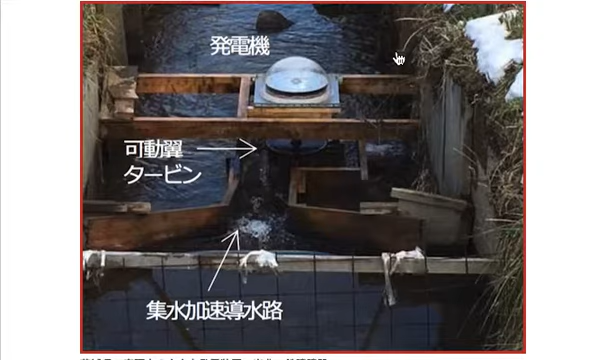 発電機
可動翼
タービン
集水加速導水路